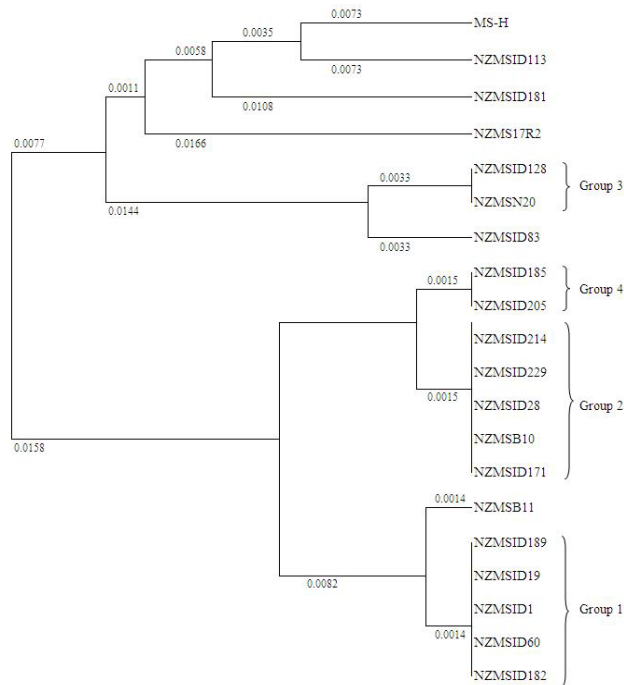 0.0073
MS-H
0.0035
0.0058
NZMSID113
0.0073
0.0011
NZMSID181
0.0108
NZMS17R2
0.0077
0.0166
NZMSID128
0.0033
Group 3
NZMSN20
0.0144
NZMSID83
0.0033
NZMSID185
0.0015
Group 4
NZMSID205
NZMSID214
NZMSID229
0.0015
NZMSID28
Group 2
NZMSB10
0.0158
NZMSID171
0.0014
NZMSB11
NZMSID189
NZMSID19
0.0082
NZMSID1
Group 1
0.0014
NZMSID60
NZMSID182